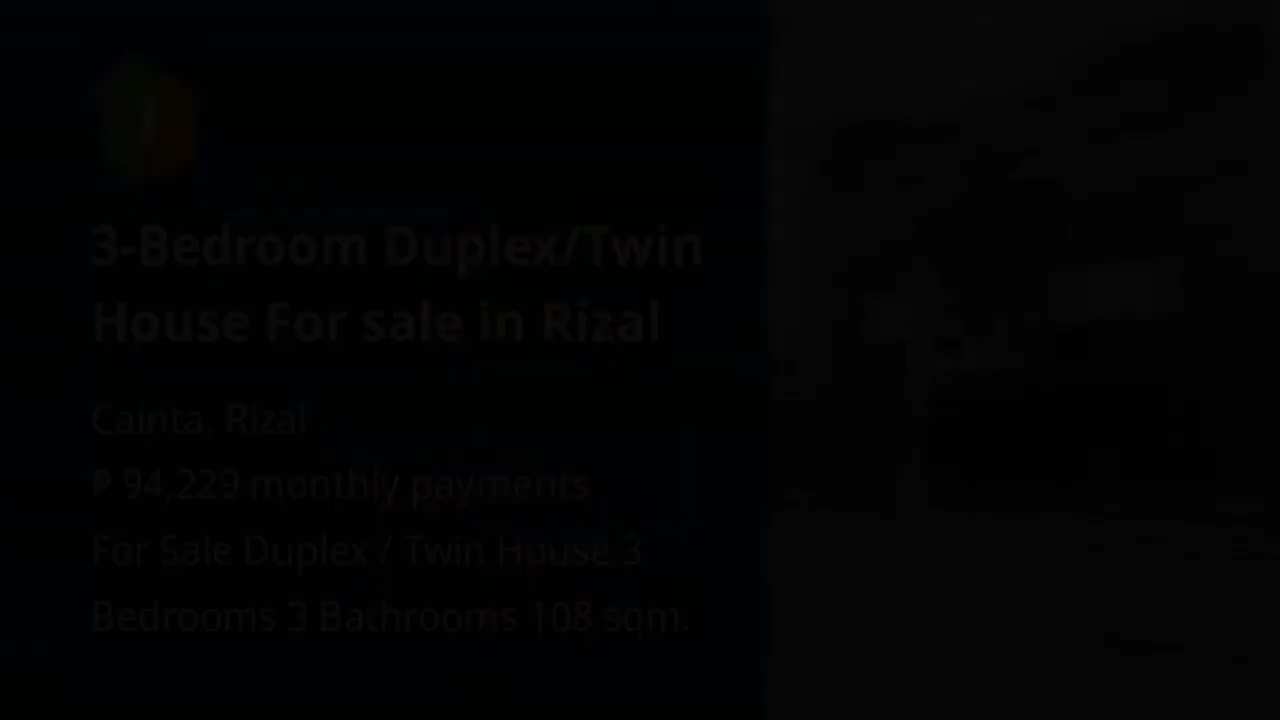 3-Bedroom Duplex/Twin
House For sale in Rizal
Cainta, Rizal
₱ 94,229 monthly payments
For Sale Duplex / Twin House 3
Bedrooms 3 Bathrooms 108 sqm.